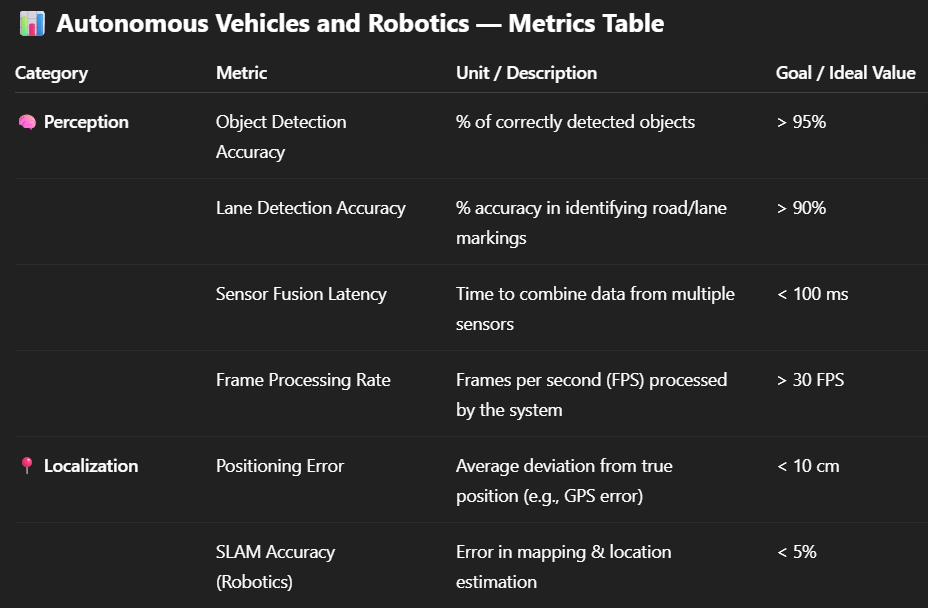 📊 Autonomous Vehicles and Robotics — Metrics Table
Category Metric Unit / Description Goal / Ideal Value
🧠 Perception Object Detection % of correctly detected objects > 95%
Accuracy
Lane Detection Accuracy % accuracy in identifying road/lane > 90%
markings
Sensor Fusion Latency Time to combine data from multiple < 100 ms
sensors
Frame Processing Rate Frames per second (FPS) processed > 30 FPS
by the system
📍 Localization Positioning Error Average deviation from true < 10 cm
position (e.g., GPS error)
SLAM Accuracy Error in mapping & location < 5%
(Robotics) estimation